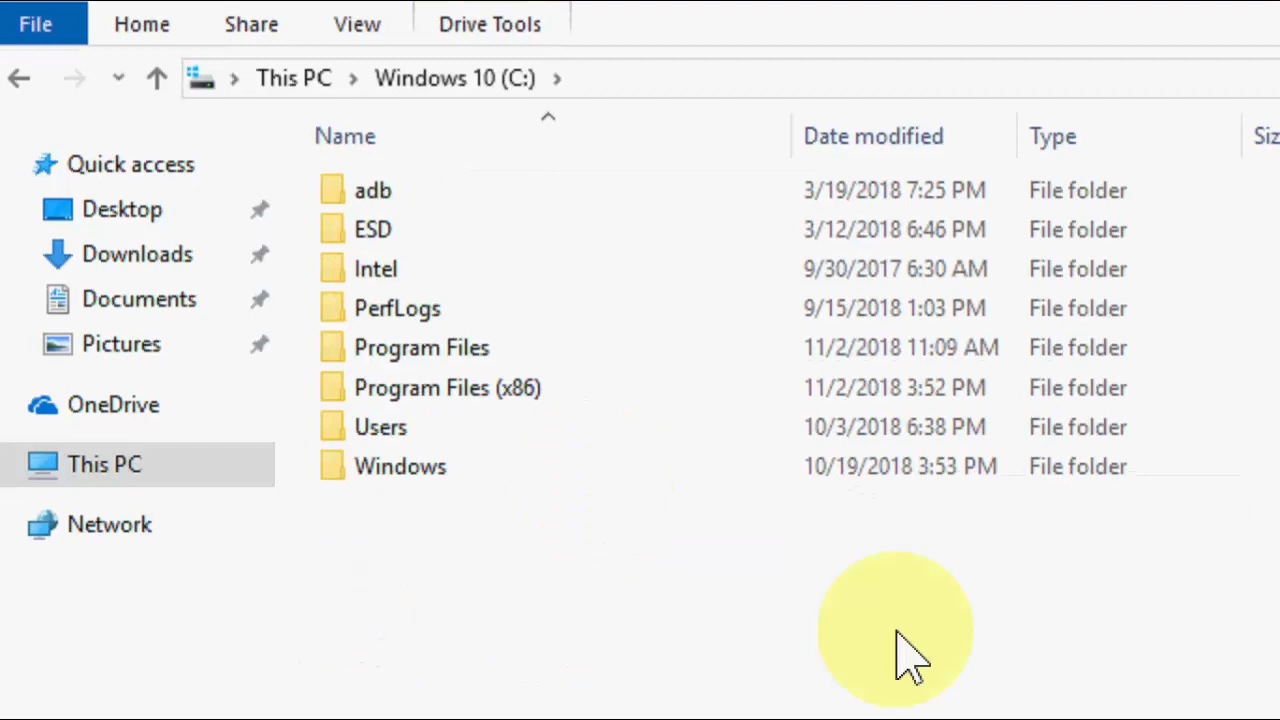 File Home Share View Drive Tools
This PC Windows 10 (C:)
Name Date modified Type Siz
Quick access
Desktop
Downloads
Documents
Pictures
OneDrive
This PC
Network
adb 3/19/2018 7:25 PM File folder
ESD 3/12/2018 6:46 PM File folder
Intel 9/30/2017 6:30 AM File folder
PerfLogs 9/15/2018 1:03 PM File folder
Program Files 11/2/2018 11:09 AM File folder
Program Files (x86) 11/2/2018 3:52 PM File folder
Users 10/3/2018 6:38 PM File folder
Windows 10/19/2018 3:53 PM File folder